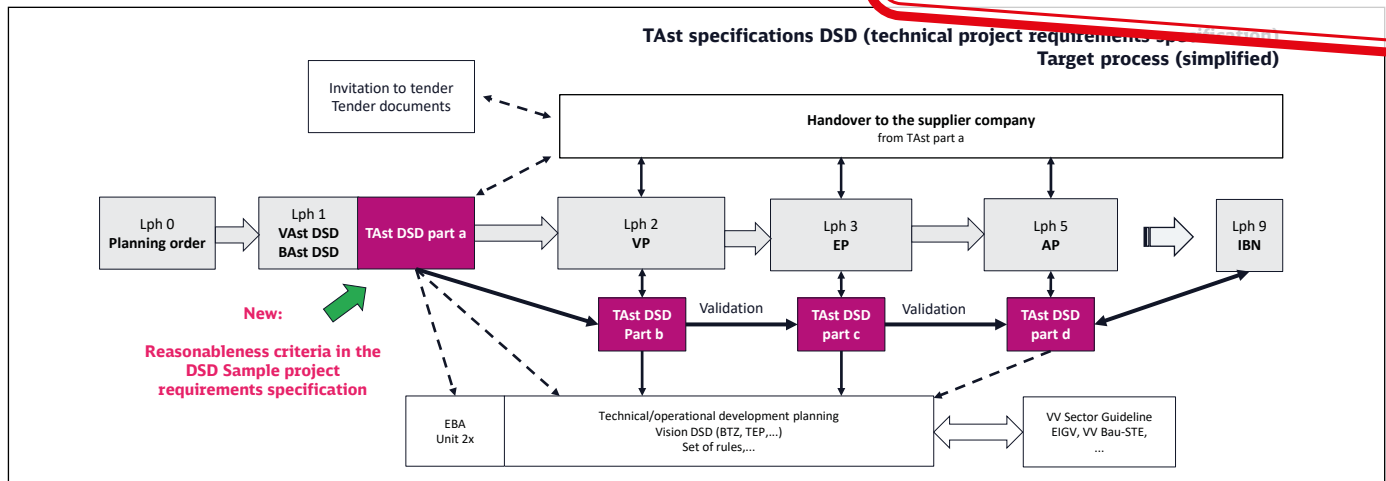 TAst specifications DSD (technical project requirements specification)
Target process (simplified)
Invitation to tender
Tender documents
Handover to the supplier company
from TAst part a
Lph 0
Planning order
Lph 1
VAst DSD
BAst DSD
TAst DSD part a
Lph 2
VP
Lph 3
EP
Lph 5
AP
Lph 9
IBN
New:
Reasonableness criteria in the
DSD Sample project
requirements specification
TAst DSD
Part b
Validation
TAst DSD
part c
Validation
TAst DSD
part d
EBA
Unit 2x
Technical/operational development planning
Vision DSD (BTZ, TEP,...)
Set of rules,...
VV Sector Guideline
EIGV, VV Bau-STE,
...